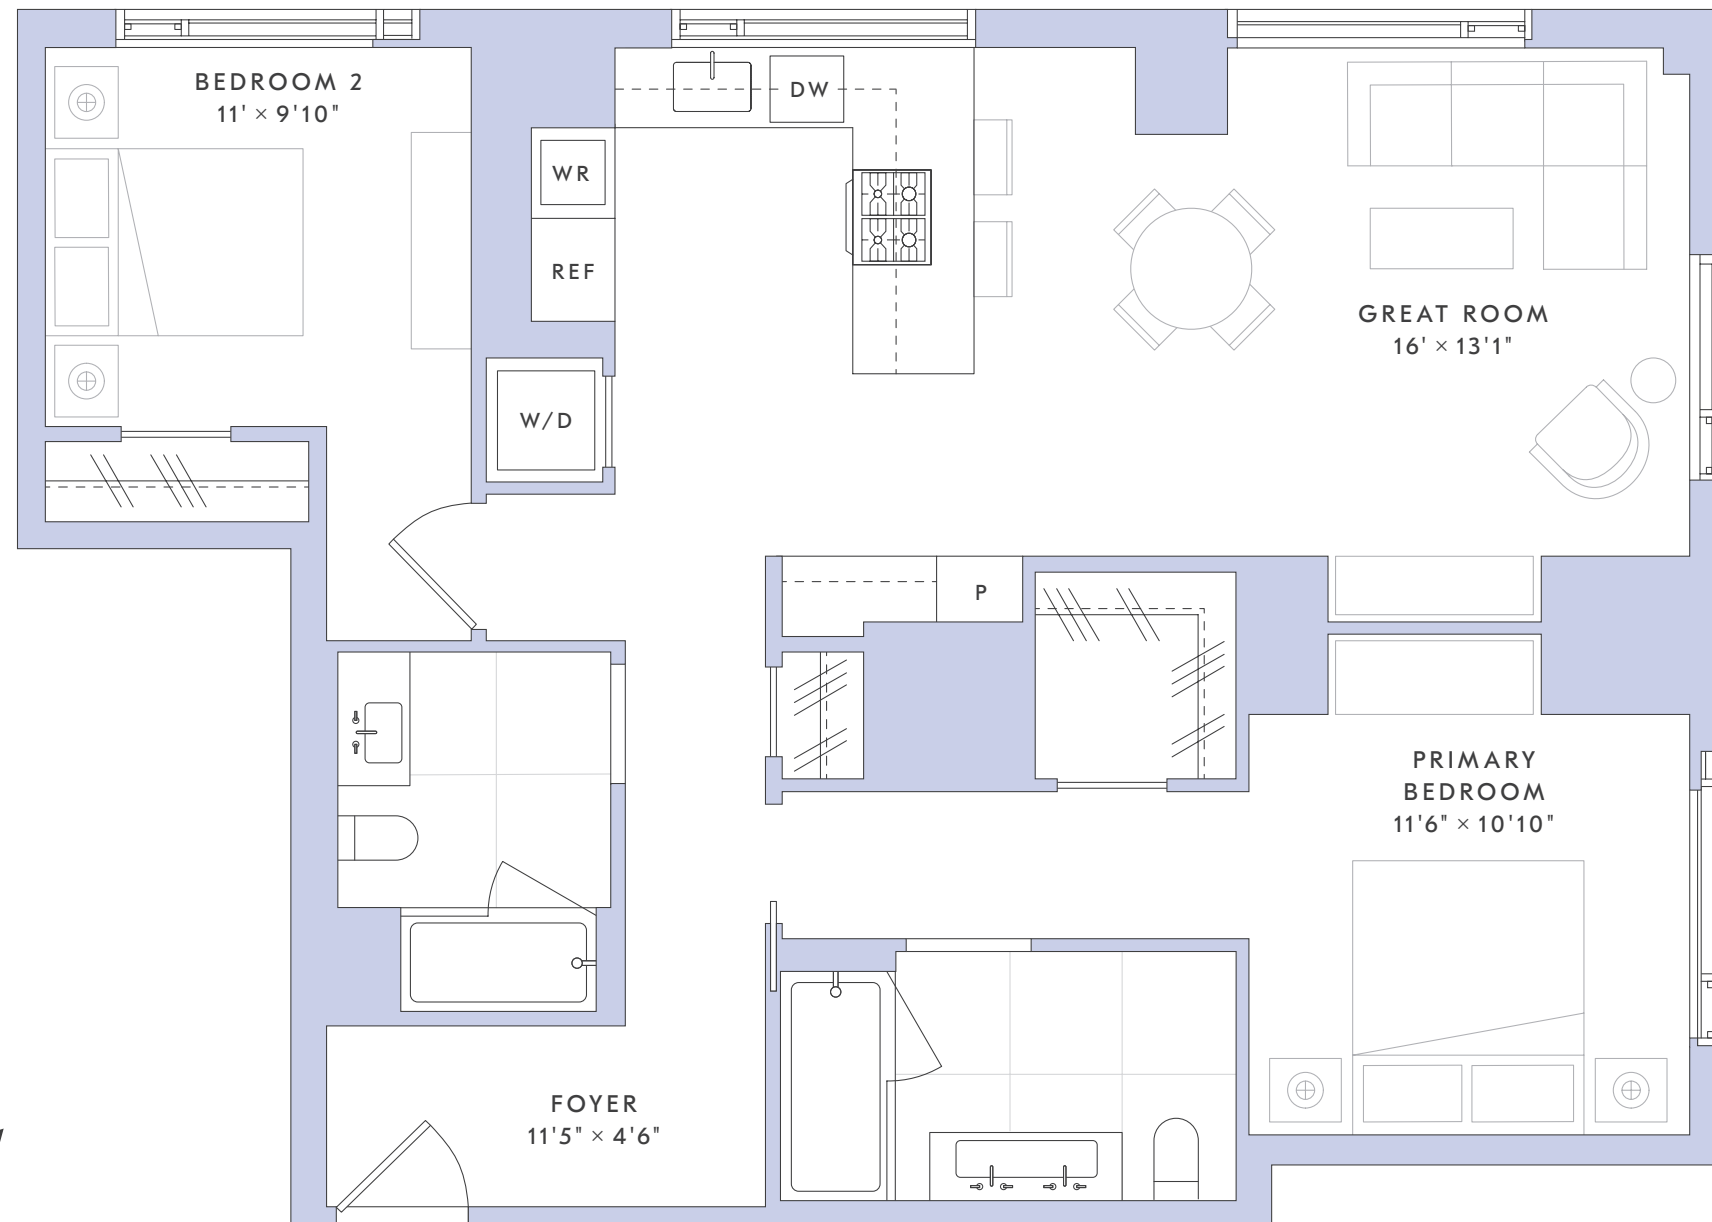 BEDROOM 2
11' × 9'10"
DW
WR
REF
W/D
GREAT ROOM
16' × 13'1"
P
PRIMARY
BEDROOM
11'6" × 10'10"
FOYER
11'5" × 4'6"